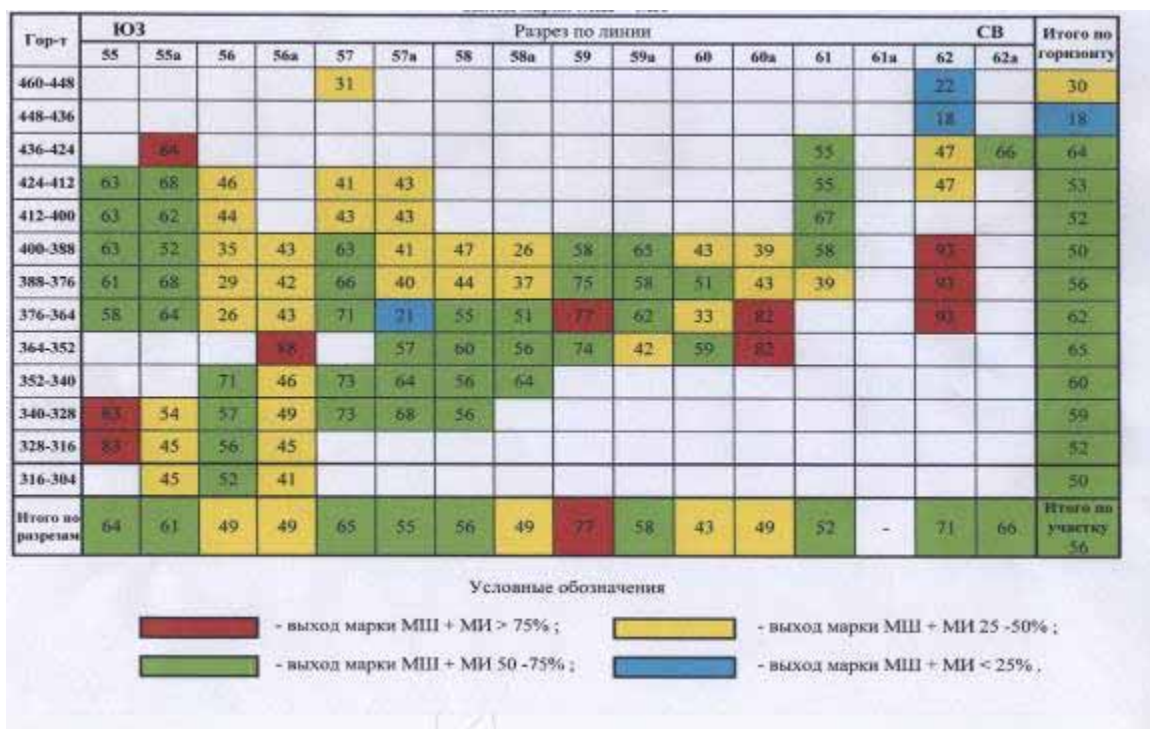 Гор-т ЮЗ Разрез по линии СВ Итого по горизонту
55 55а 56 56а 57 57а 58 58а 59 59а 60 60а 61 61а 62 62а
460-448 31 22 30
448-436 18 18
436-424 55 47 66 64
424-412 63 68 46 41 43 55 47 53
412-400 63 62 44 43 43 67 52
400-388 63 52 35 43 63 41 47 26 58 65 43 39 58 93 50
388-376 61 68 29 42 66 40 44 37 75 58 51 43 39 93 56
376-364 58 64 26 43 71 21 55 51 77 62 33 82 93 62
364-352 88 57 60 56 74 42 59 82 65
352-340 71 46 73 64 56 64 60
340-328 83 54 57 49 73 68 56 59
328-316 83 45 56 45 52
316-304 45 52 41 50
Итого по разрезам 64 61 49 49 65 55 56 49 77 58 43 49 52 - 71 66 Итого по участку 56
Условные обозначения
- выход марки МШ + МИ > 75% ;
- выход марки МШ + МИ 25 -50% ;
- выход марки МШ + МИ 50 -75% ;
- выход марки МШ + МИ < 25% .